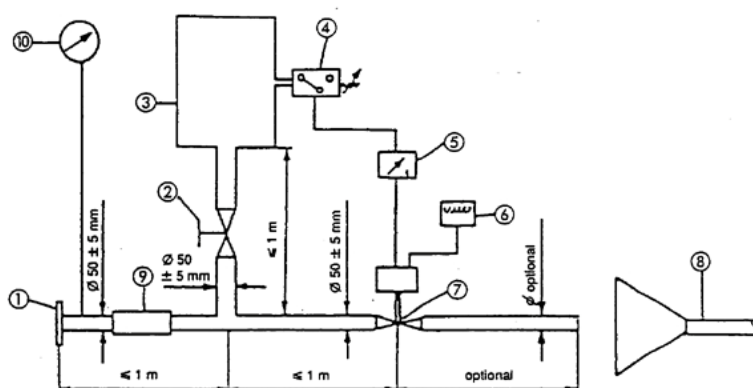 ⑩
④
③
⑤
②
⑥
Ø 50 ± 5 mm
Ø 50
± 5 mm
≤ 1 m
Ø 50 ± 5 mm
Ø optional
⑧
①
⑨
⑦
≤ 1 m
≤ 1 m
optional